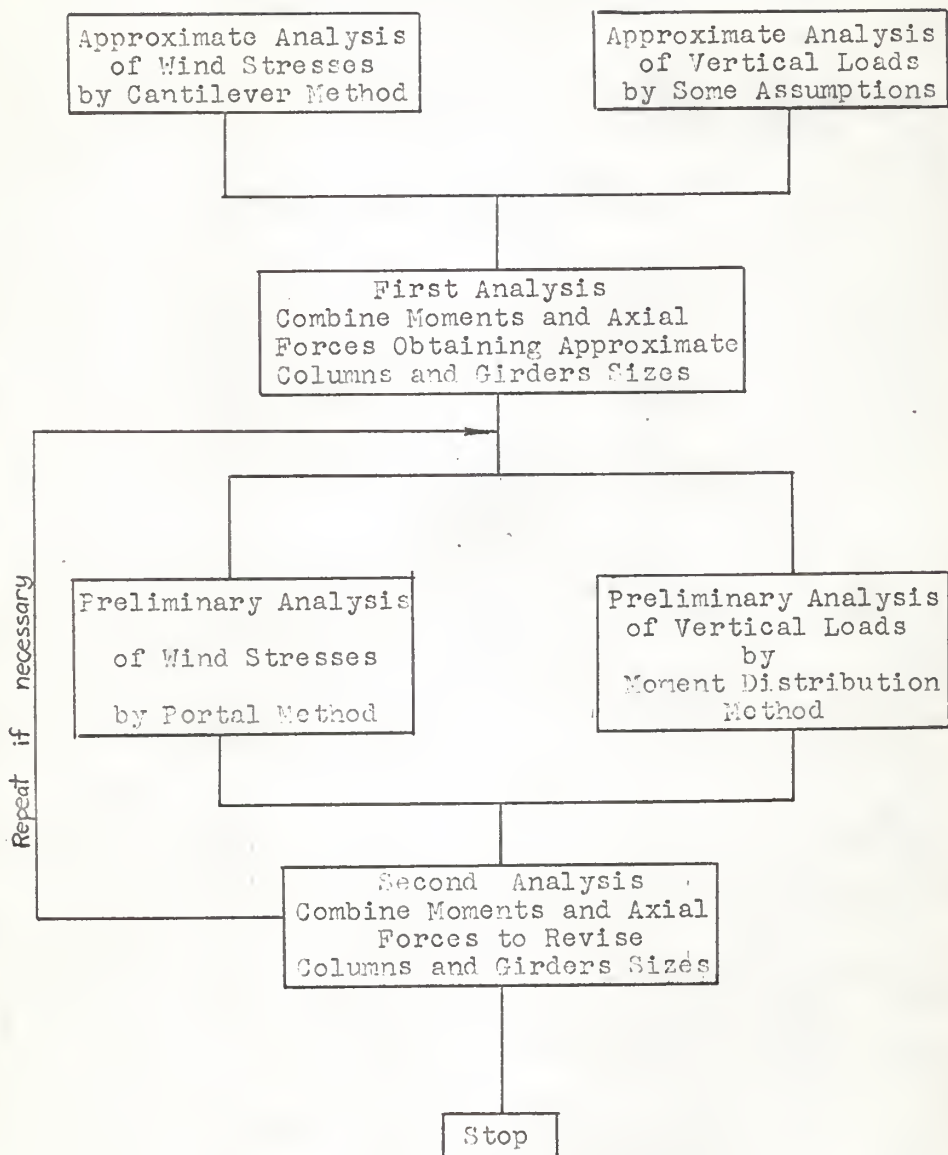 Approximate Analysis
of Wind Stresses
by Cantilever Method
Approximate Analysis
of Vertical Loads
by Some Assumptions
First Analysis
Combine Moments and Axial
Forces Obtaining Approximate
Columns and Girders Sizes
Repeat if necessary
Preliminary Analysis
of Wind Stresses
by Portal Method
Preliminary Analysis
of Vertical Loads
by
Moment Distribution
Method
Second Analysis
Combine Moments and Axial
Forces to Revise
Columns and Girders Sizes
Stop